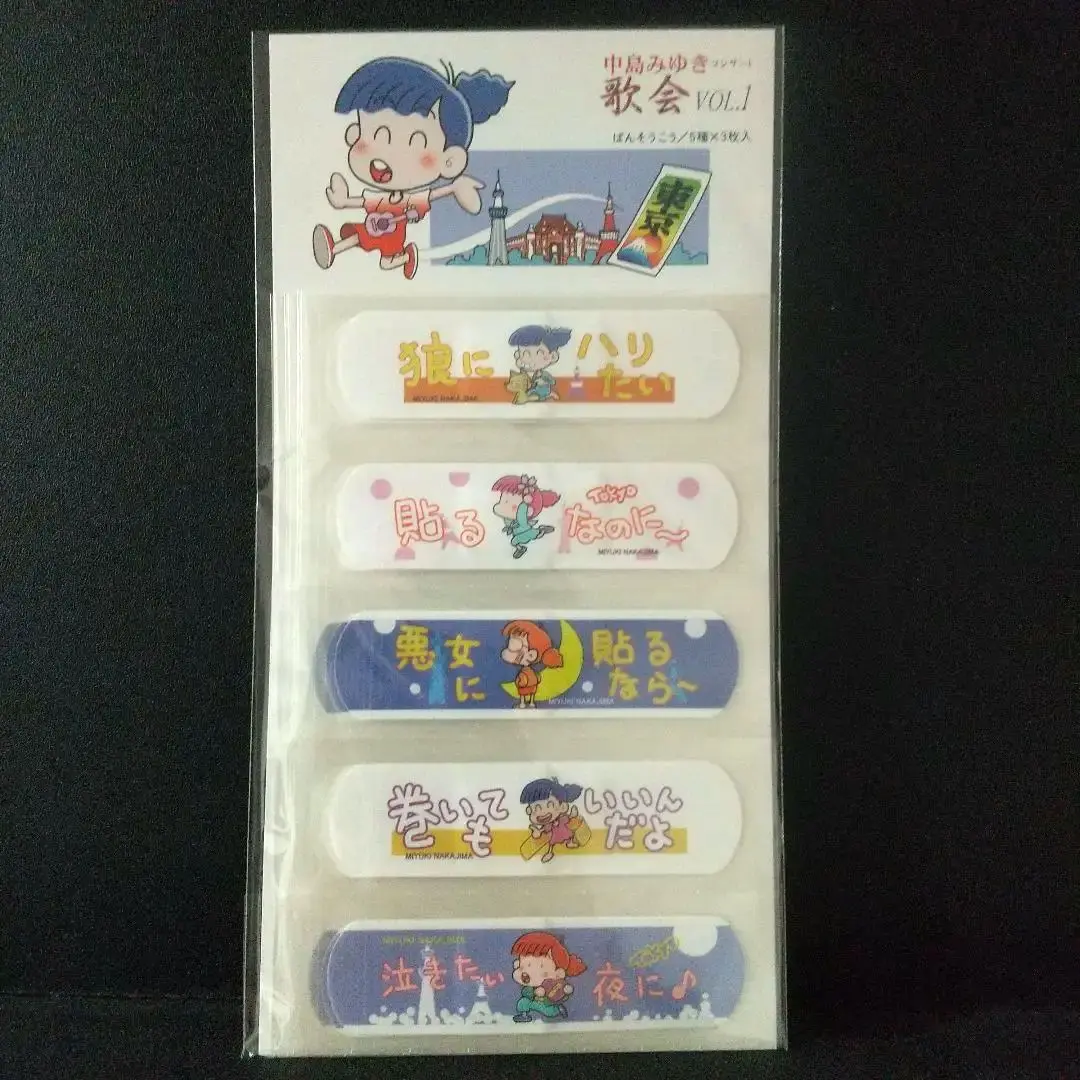 中島みゆき コンサート
歌会 VOL.1
ばんそうこう/5種×3枚入
東京
狼に ハリ
たい
MIYUKI NAKAJIMA
Tokyo
貼る なのに〜
MIYUKI NAKAJIMA
悪女 貼る
に なら〜
MIYUKI NAKAJIMA
巻いて いいん
も だよ
MIYUKI NAKAJIMA
MIYUKI NAKAJIMA
Tokyo
泣きたい 夜に♪